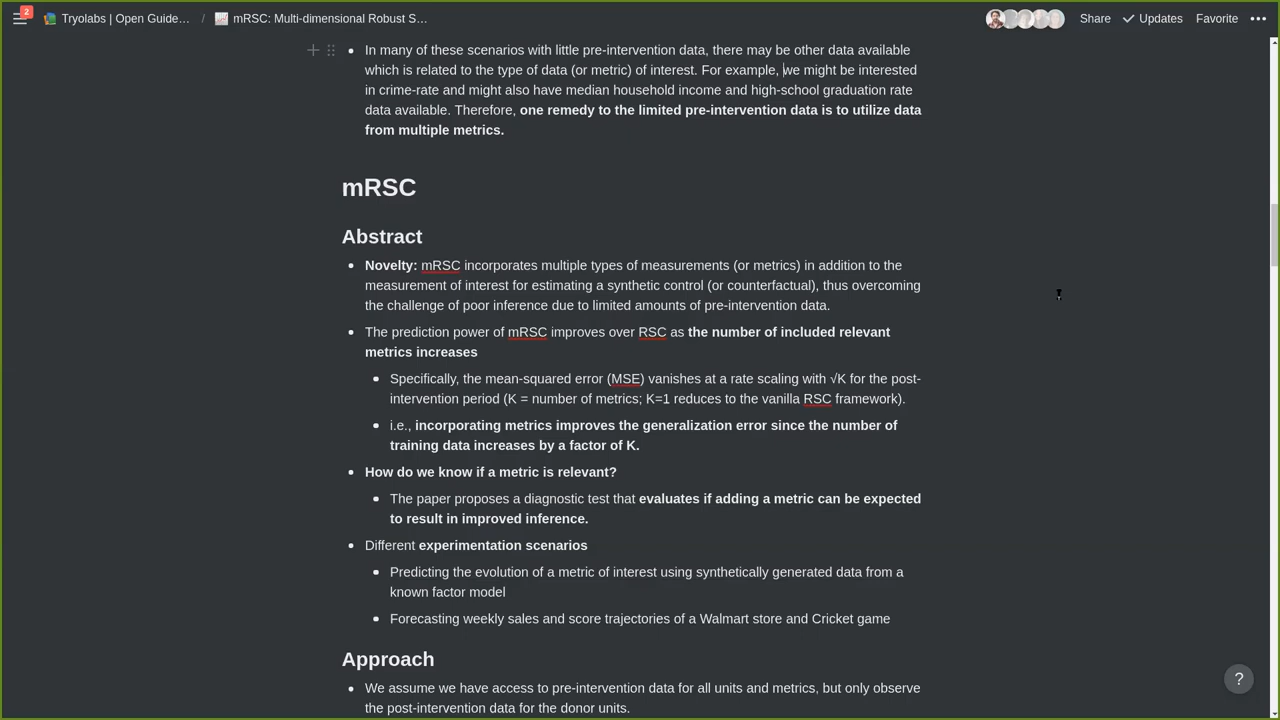 2
Tryolabs | Open Guide… / mRSC: Multi-dimensional Robust S… Share Updates Favorite
In many of these scenarios with little pre-intervention data, there may be other data available
which is related to the type of data (or metric) of interest. For example, we might be interested
in crime-rate and might also have median household income and high-school graduation rate
data available. Therefore, one remedy to the limited pre-intervention data is to utilize data
from multiple metrics.
mRSC
Abstract
Novelty: mRSC incorporates multiple types of measurements (or metrics) in addition to the
measurement of interest for estimating a synthetic control (or counterfactual), thus overcoming
the challenge of poor inference due to limited amounts of pre-intervention data.
The prediction power of mRSC improves over RSC as the number of included relevant
metrics increases
Specifically, the mean-squared error (MSE) vanishes at a rate scaling with √K for the post-
intervention period (K = number of metrics; K=1 reduces to the vanilla RSC framework).
i.e., incorporating metrics improves the generalization error since the number of
training data increases by a factor of K.
How do we know if a metric is relevant?
The paper proposes a diagnostic test that evaluates if adding a metric can be expected
to result in improved inference.
Different experimentation scenarios
Predicting the evolution of a metric of interest using synthetically generated data from a
known factor model
Forecasting weekly sales and score trajectories of a Walmart store and Cricket game
Approach
We assume we have access to pre-intervention data for all units and metrics, but only observe
the post-intervention data for the donor units.
?